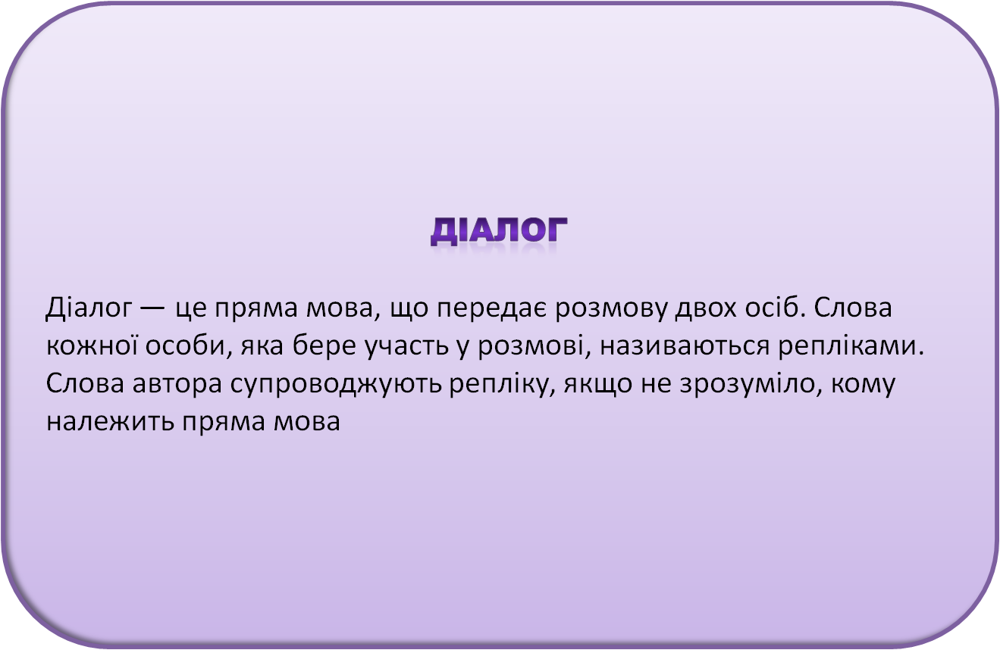 ДІАЛОГ
Діалог — це пряма мова, що передає розмову двох осіб. Слова
кожної особи, яка бере участь у розмові, називаються репліками.
Слова автора супроводжують репліку, якщо не зрозуміло, кому
належить пряма мова